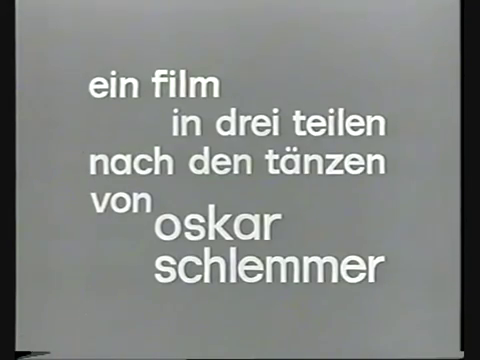 ein film
in drei teilen
nach den tänzen
von
oskar
schlemmer